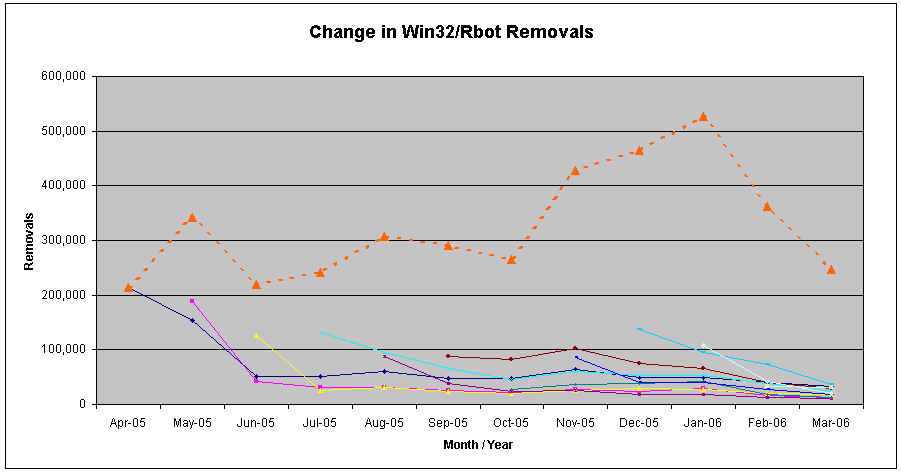 Change in Win32/Rbot Removals
600,000
500,000
400,000
300,000
200,000
100,000
0
Removals
Apr-05 May-05 Jun-05 Jul-05 Aug-05 Sep-05 Oct-05 Nov-05 Dec-05 Jan-06 Feb-06 Mar-06
Month / Year